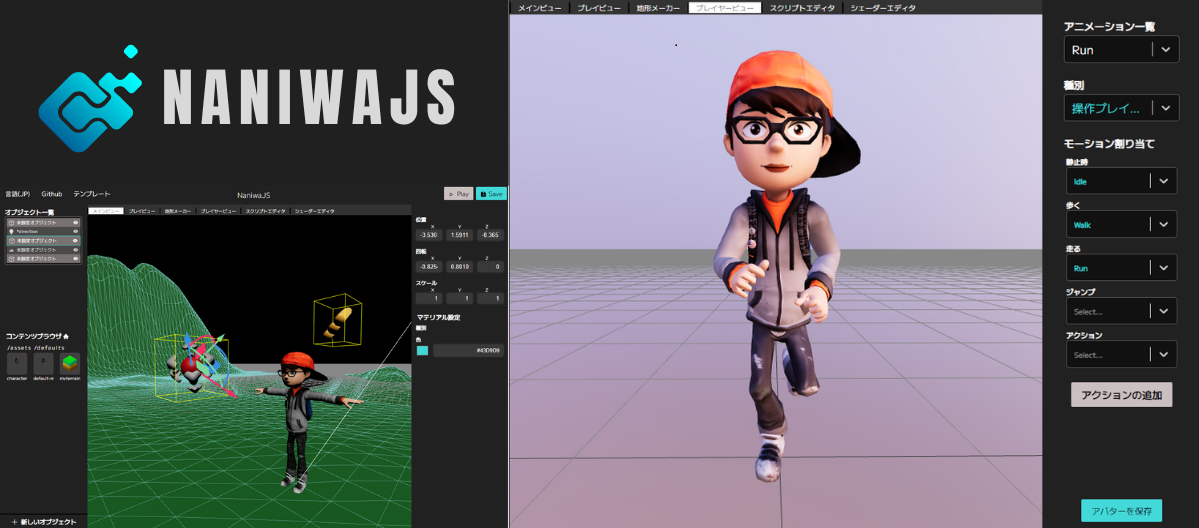 NANIWAJS
言語(JP) Github テンプレート
NaniwaJS
Play Save
オブジェクト一覧
未設定オブジェクト
未設定オブジェクト
未設定オブジェクト
未設定オブジェクト
コンテンツブラウザ
/assets /defaults
character
myterrain
+ 新しいオブジェクト
メインビュー プレイビュー 地形メーカー プレイヤービュー スクリプトエディタ シェーダーエディタ
位置
X Y Z
1.5911 -0.365
回転
X Y Z
0.8010 0
スケール
X Y Z
1 1 1
マテリアル設定
種別
色
メインビュー プレイビュー 地形メーカー プレイヤービュー スクリプトエディタ シェーダーエディタ
アニメーション一覧
Run
種別
操作プレイ...
モーション割り当て
静止時
Idle
歩く
Walk
走る
Run
ジャンプ
Select...
アクション
Select...
アクションの追加
アバターを保存